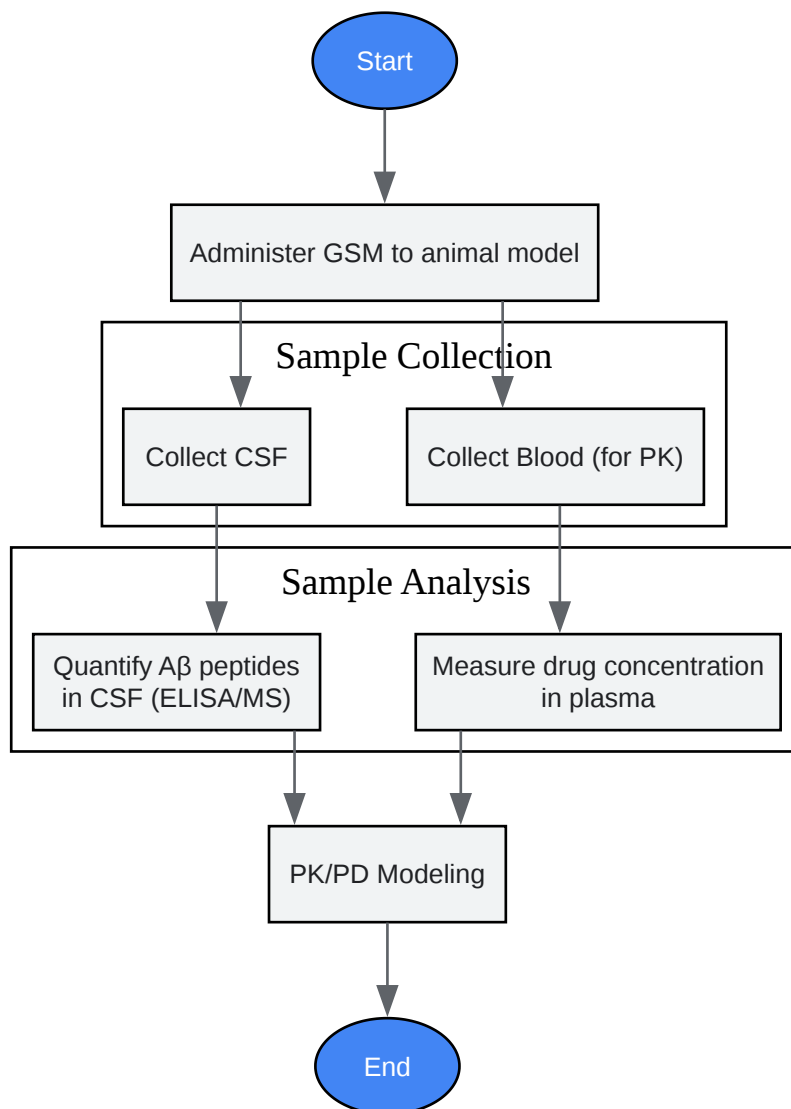 Start
Administer GSM to animal model
Sample Collection
Collect CSF
Collect Blood (for PK)
Sample Analysis
Quantify Aβ peptides
in CSF (ELISA/MS)
Measure drug concentration
in plasma
PK/PD Modeling
End